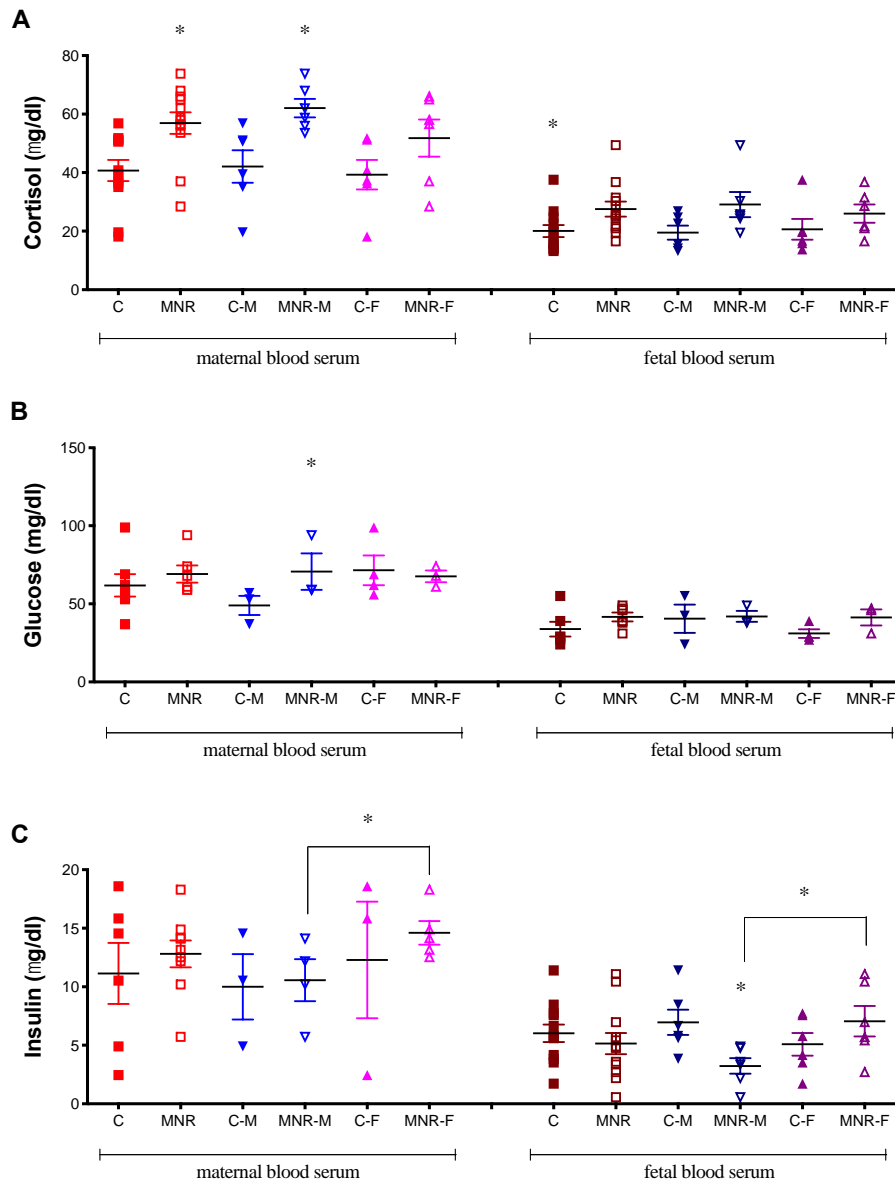 A
* *
80
60
*
40
20
0
Cortisol (mg/dl)
C MNR C-M MNR-M C-F MNR-F C MNR C-M MNR-M C-F MNR-F
maternal blood serum fetal blood serum
B
150
*
100
50
0
Glucose (mg/dl)
C MNR C-M MNR-M C-F MNR-F C MNR C-M MNR-M C-F MNR-F
maternal blood serum fetal blood serum
C
*
20
*
15
10
*
5
0
Insulin (mg/dl)
C MNR C-M MNR-M C-F MNR-F C MNR C-M MNR-M C-F MNR-F
maternal blood serum fetal blood serum